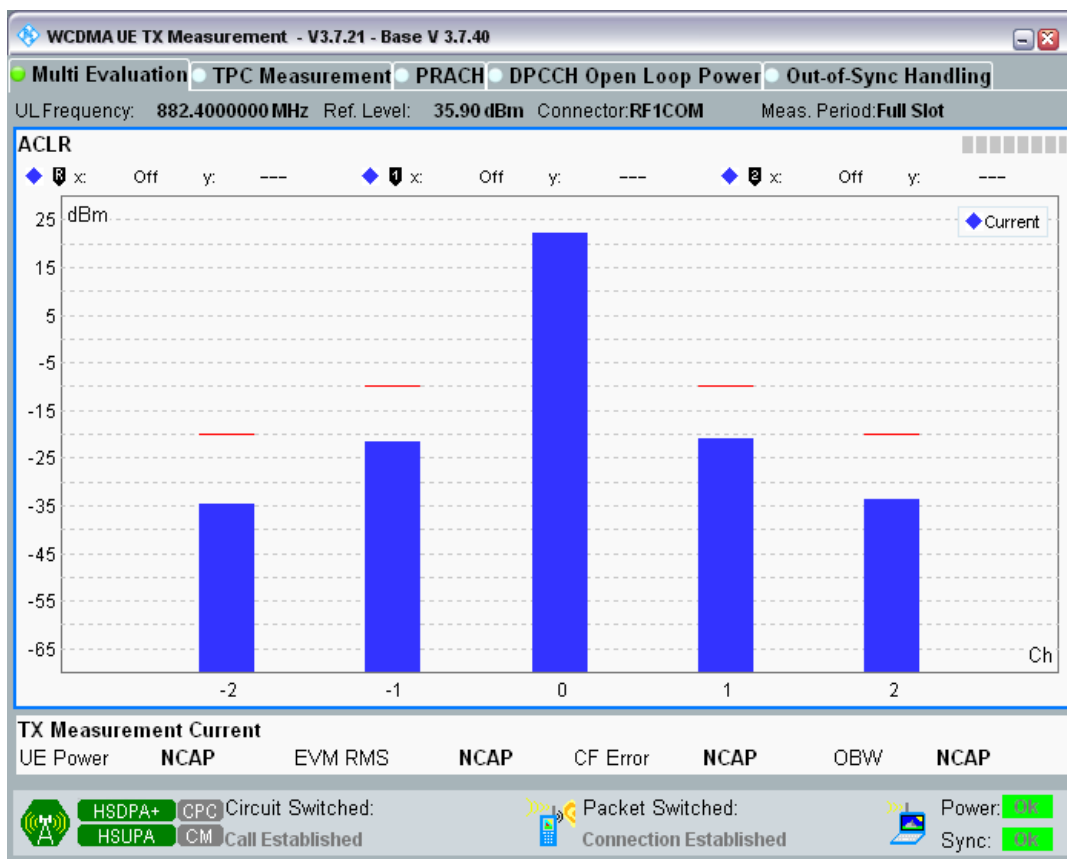 WCDMA UE TX Measurement - V3.7.21 - Base V 3.7.40
Multi Evaluation TPC Measurement PRACH DPCCH Open Loop Power Out-of-Sync Handling
UL Frequency: 882.4000000 MHz Ref. Level: 35.90 dBm Connector:RF1COM Meas. Period:Full Slot
ACLR
R x: Off y: --- 1 x: Off y: --- 2 x: Off y: ---
dBm
Current
25
15
5
-5
-15
-25
-35
-45
-55
-65
Ch
-2 -1 0 1 2
TX Measurement Current
UE Power NCAP EVM RMS NCAP CF Error NCAP OBW NCAP
HSDPA+ CPC Circuit Switched: Packet Switched: Power: Ok
HSUPA CM Call Established Connection Established Sync: Ok